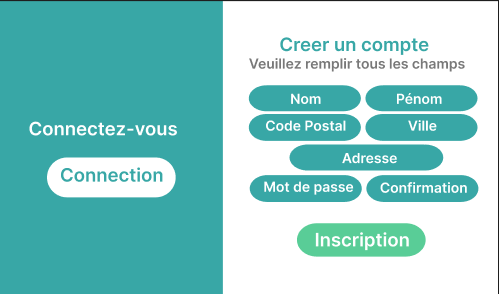 Connectez-vous
Connection
Creer un compte
Veuillez remplir tous les champs
Nom
Pénom
Code Postal
Ville
Adresse
Mot de passe
Confirmation
Inscription